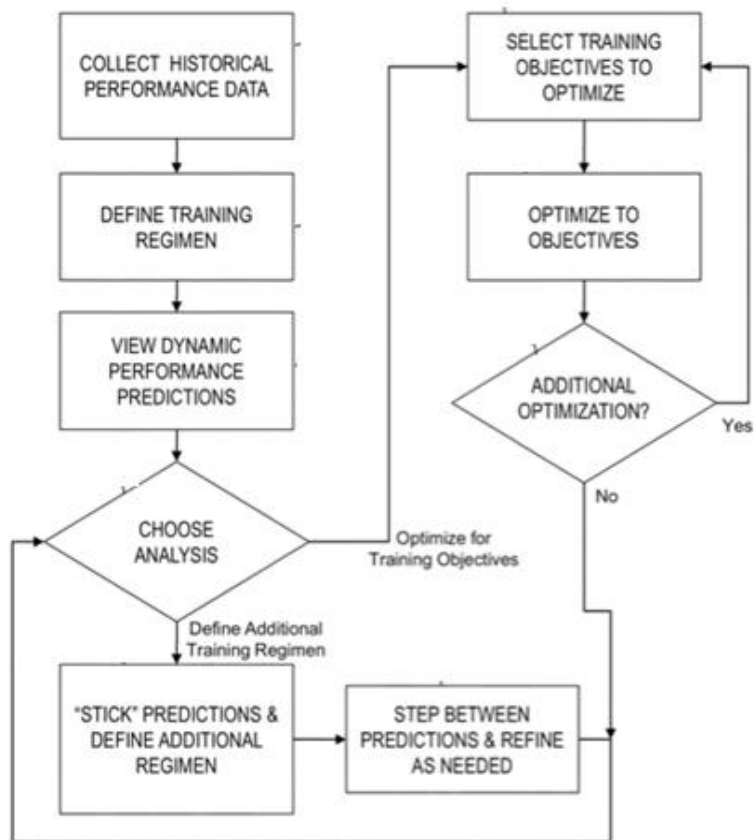 COLLECT HISTORICAL
PERFORMANCE DATA
DEFINE TRAINING
REGIMEN
VIEW DYNAMIC
PERFORMANCE
PREDICTIONS
CHOOSE
ANALYSIS
Optimize for
Training Objectives
Define Additional
Training Regimen
"STICK" PREDICTIONS &
DEFINE ADDITIONAL
REGIMEN
STEP BETWEEN
PREDICTIONS & REFINE
AS NEEDED
SELECT TRAINING
OBJECTIVES TO
OPTIMIZE
OPTIMIZE TO
OBJECTIVES
ADDITIONAL
OPTIMIZATION?
Yes
No